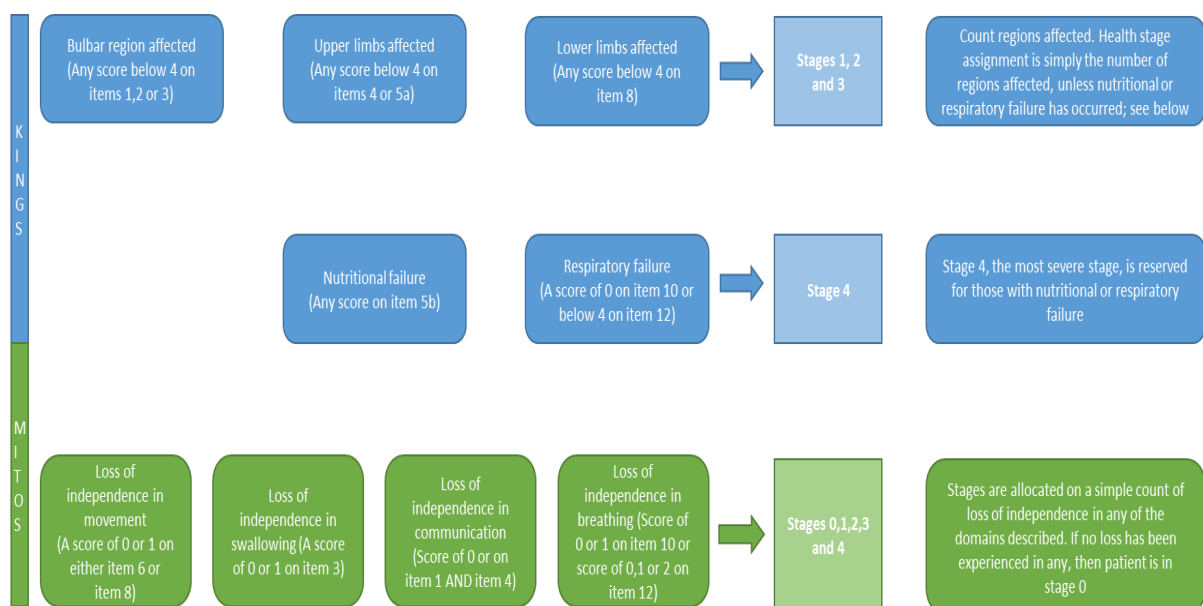 K
I
N
G
S
Bulbar region affected
(Any score below 4 on
items 1,2 or 3)
Upper limbs affected
(Any score below 4 on
items 4 or 5a)
Lower limbs affected
(Any score below 4 on
item 8)
Stages 1, 2
and 3
Count regions affected. Health stage
assignment is simply the number of
regions affected, unless nutritional or
respiratory failure has occurred; see below
Nutritional failure
(Any score on item 5b)
Respiratory failure
(A score of 0 on item 10 or
below 4 on item 12)
Stage 4
Stage 4, the most severe stage, is reserved
for those with nutritional or respiratory
failure
M
I
T
O
S
Loss of
independence in
movement
(A score of 0 or 1 on
either item 6 or
item 8)
Loss of
independence in
swallowing (A score
of 0 or 1 on item 3)
Loss of
independence in
communication
(Score of 0 or on
item 1 AND item 4)
Loss of
independence in
breathing (Score of
0 or 1 on item 10 or
score of 0,1 or 2 on
item 12)
Stages 0,1,2,3
and 4
Stages are allocated on a simple count of
loss of independence in any of the
domains described. If no loss has been
experienced in any, then patient is in
stage 0